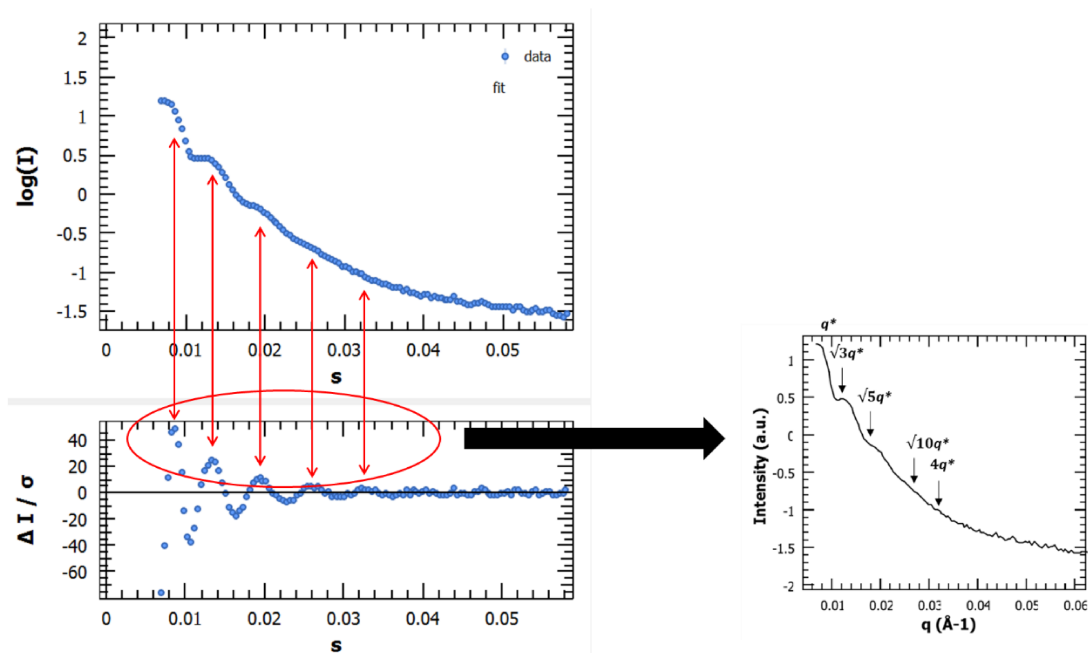 2
1.5
1
0.5
0
-0.5
-1
-1.5
log(I)
data
fit
0 0.01 0.02 0.03 0.04 0.05
s
40
20
0
-20
-40
-60
Δ I / σ
0 0.01 0.02 0.03 0.04 0.05
s
q*
√3q*
√5q*
√10q*
4q*
1
0.5
0
-0.5
-1
-1.5
-2
Intensity (a.u.)
0.01 0.02 0.03 0.04 0.05 0.06
q (Å-1)